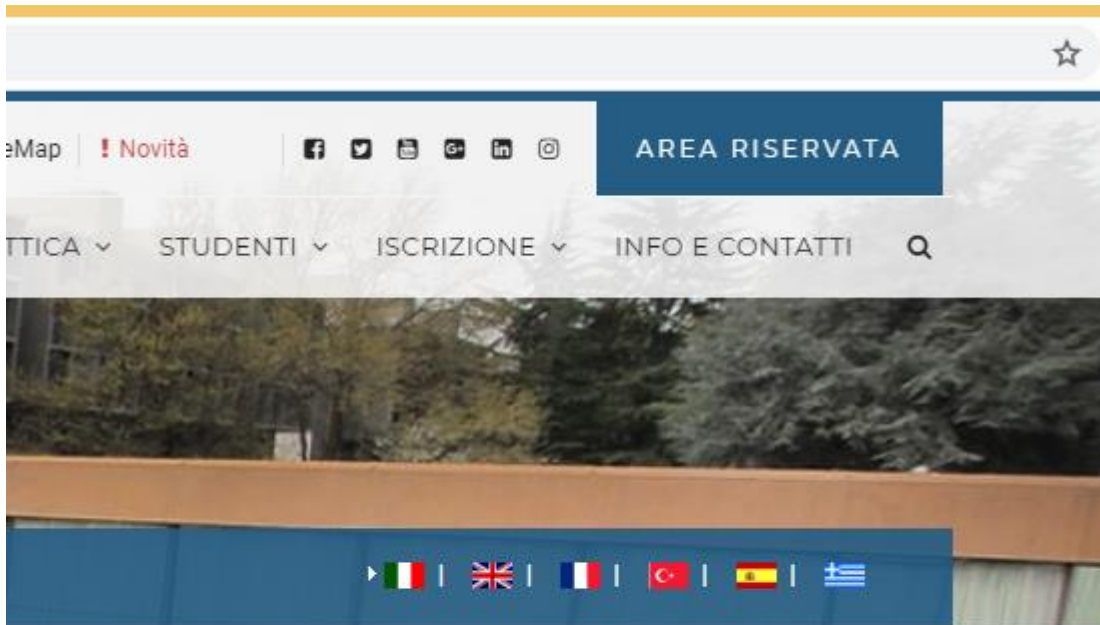 eMap ! Novità AREA RISERVATA
TTICA STUDENTI ISCRIZIONE INFO E CONTATTI